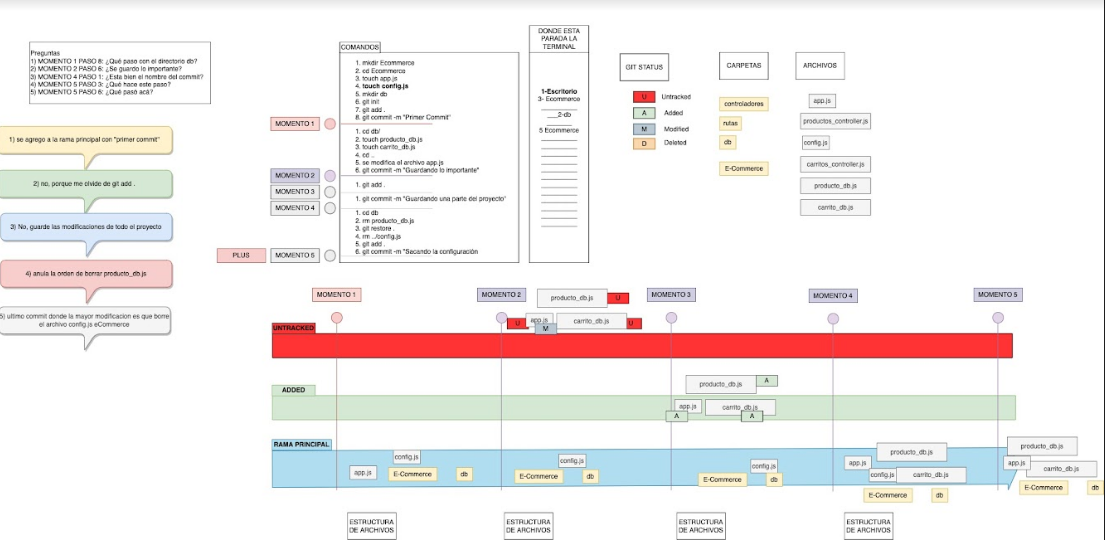 Preguntas
1) MOMENTO 1 PASO 8: ¿Qué paso con el directorio db?
2) MOMENTO 2 PASO 6: ¿Se guardo lo importante?
3) MOMENTO 4 PASO 1: ¿Esta bien el nombre del commit?
4) MOMENTO 5 PASO 3: ¿Qué hace este paso?
5) MOMENTO 5 PASO 6: ¿Qué pasó acá?
1) se agrego a la rama principal con "primer commit"
2) no, porque me olvide de git add .
3) No, guarde las modificaciones de todo el proyecto
4) anula la orden de borrar producto_db.js
5) ultimo commit donde la mayor modificacion es que borre
el archivo config.js eCommerce
COMANDOS
1. mkdir Ecommerce
2. cd Ecommerce
3. touch app.js
4. touch config.js
5. mkdir db
6. git init
7. git add .
8. git commit -m "Primer Commit"
MOMENTO 1
1. cd db/
2. touch producto_db.js
3. touch carrito_db.js
4. cd ..
5. se modifica el archivo app.js
6. git commit -m "Guardando lo importante"
MOMENTO 2
1. git add .
MOMENTO 3
1. git commit -m "Guardando una parte del proyecto"
MOMENTO 4
1. cd db
2. rm producto_db.js
3. git restore .
4. rm ../config.js
5. git add .
6. git commit -m "Sacando la configuración
PLUS
MOMENTO 5
DONDE ESTA
PARADA LA
TERMINAL
1-Escritorio
3- Ecommerce
___2-db
5 Ecommerce
GIT STATUS
U Untracked
A Added
M Modified
D Deleted
CARPETAS
controladores
rutas
db
E-Commerce
ARCHIVOS
app.js
productos_controller.js
config.js
carritos_controller.js
producto_db.js
carrito_db.js
MOMENTO 1
MOMENTO 2
MOMENTO 3
MOMENTO 4
MOMENTO 5
producto_db.js
U
U
app.js
M
carrito_db.js
U
UNTRACKED
ADDED
producto_db.js
A
app.js
A
carrito_db.js
A
RAMA PRINCIPAL
app.js
config.js
E-Commerce
db
config.js
E-Commerce
db
config.js
E-Commerce
db
producto_db.js
app.js
config.js
carrito_db.js
E-Commerce
db
producto_db.js
app.js
carrito_db.js
E-Commerce
db
ESTRUCTURA
DE ARCHIVOS
ESTRUCTURA
DE ARCHIVOS
ESTRUCTURA
DE ARCHIVOS
ESTRUCTURA
DE ARCHIVOS